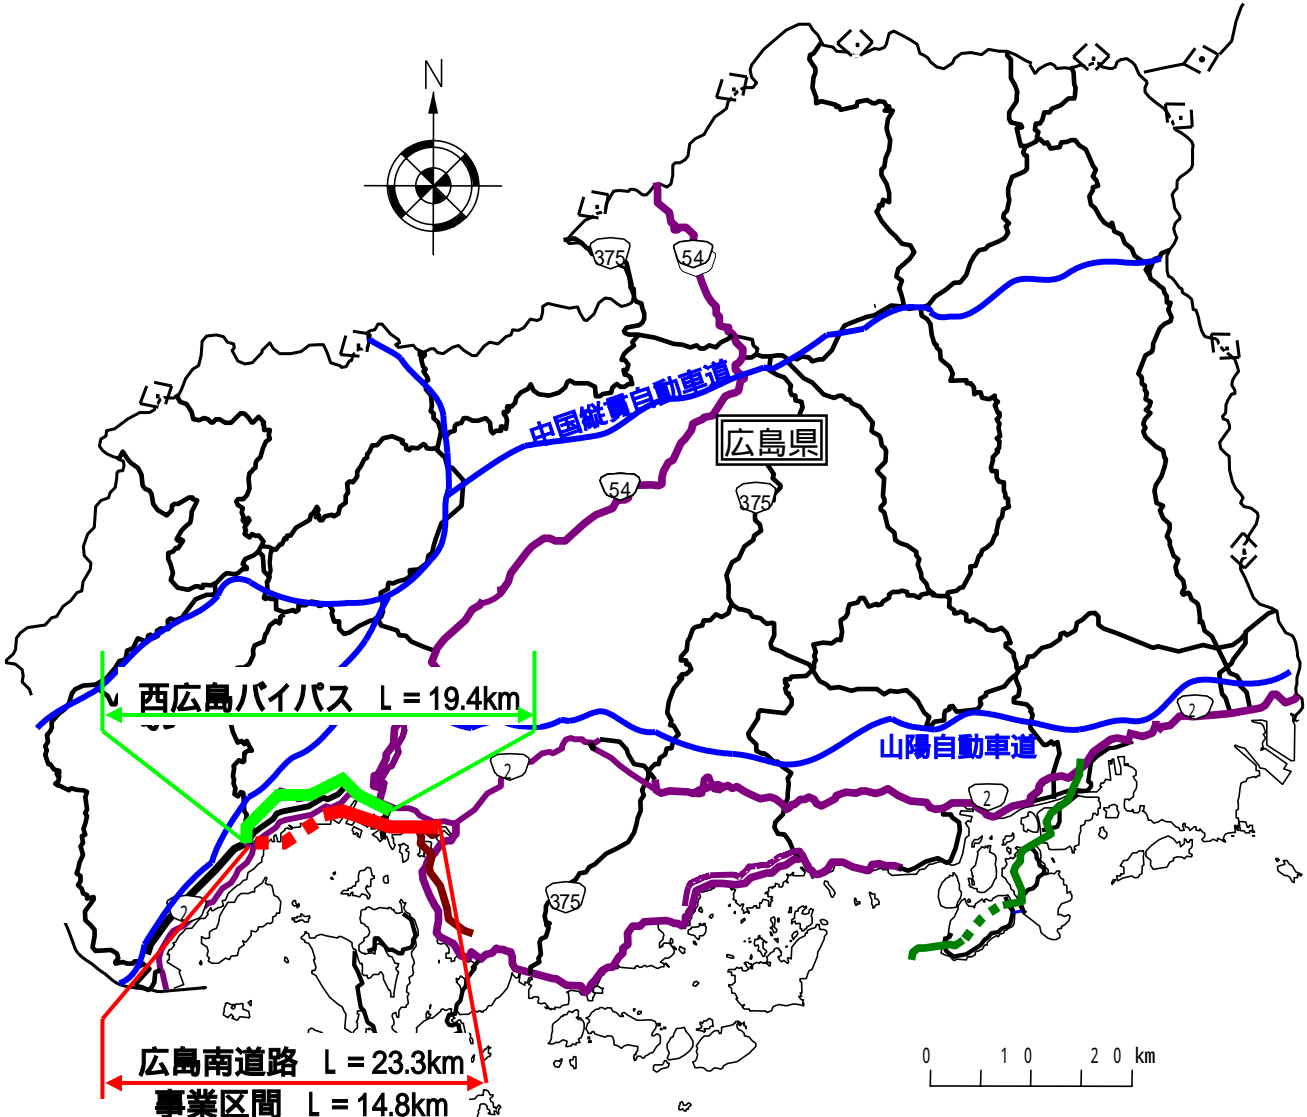 N
375
54
中国縦貫自動車道
広島県
54
375
西広島バイパス L = 19.4km
2
山陽自動車道
2
2
375
2
0 10 20 km
広島南道路 L = 23.3km
事業区間 L = 14.8km